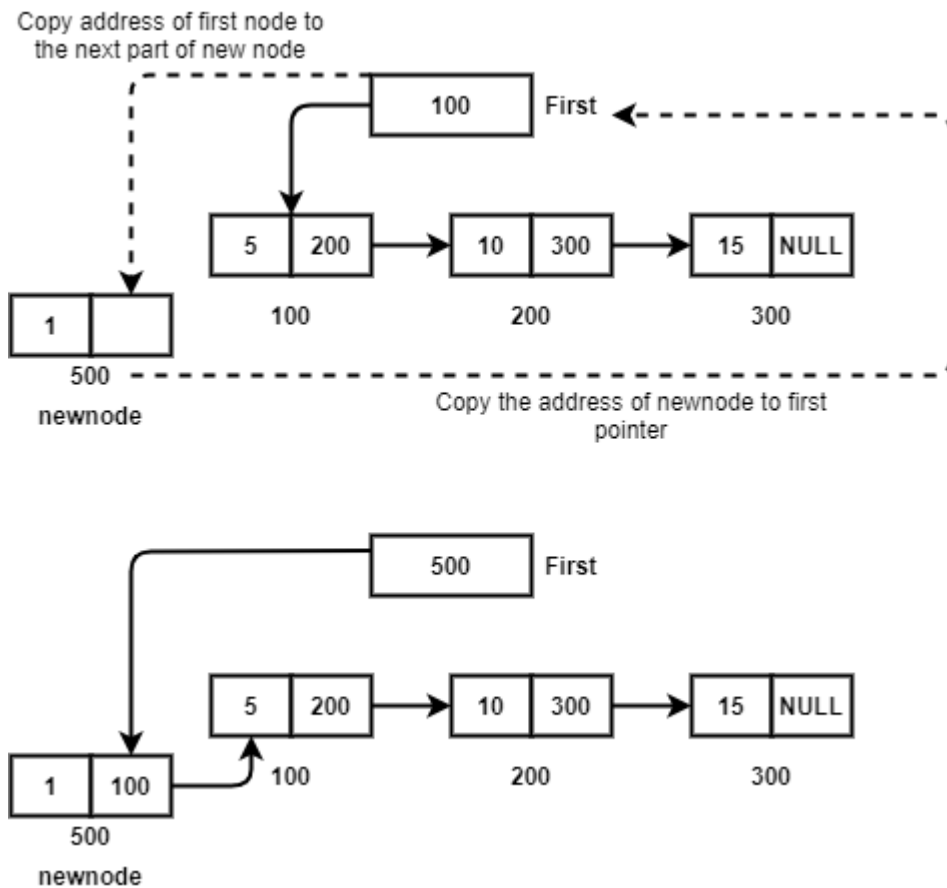 Copy address of first node to
the next part of new node
100
First
5 200 10 300 15 NULL
100 200 300
1
500
newnode
Copy the address of newnode to first
pointer
500
First
5 200 10 300 15 NULL
100 200 300
1 100
500
newnode